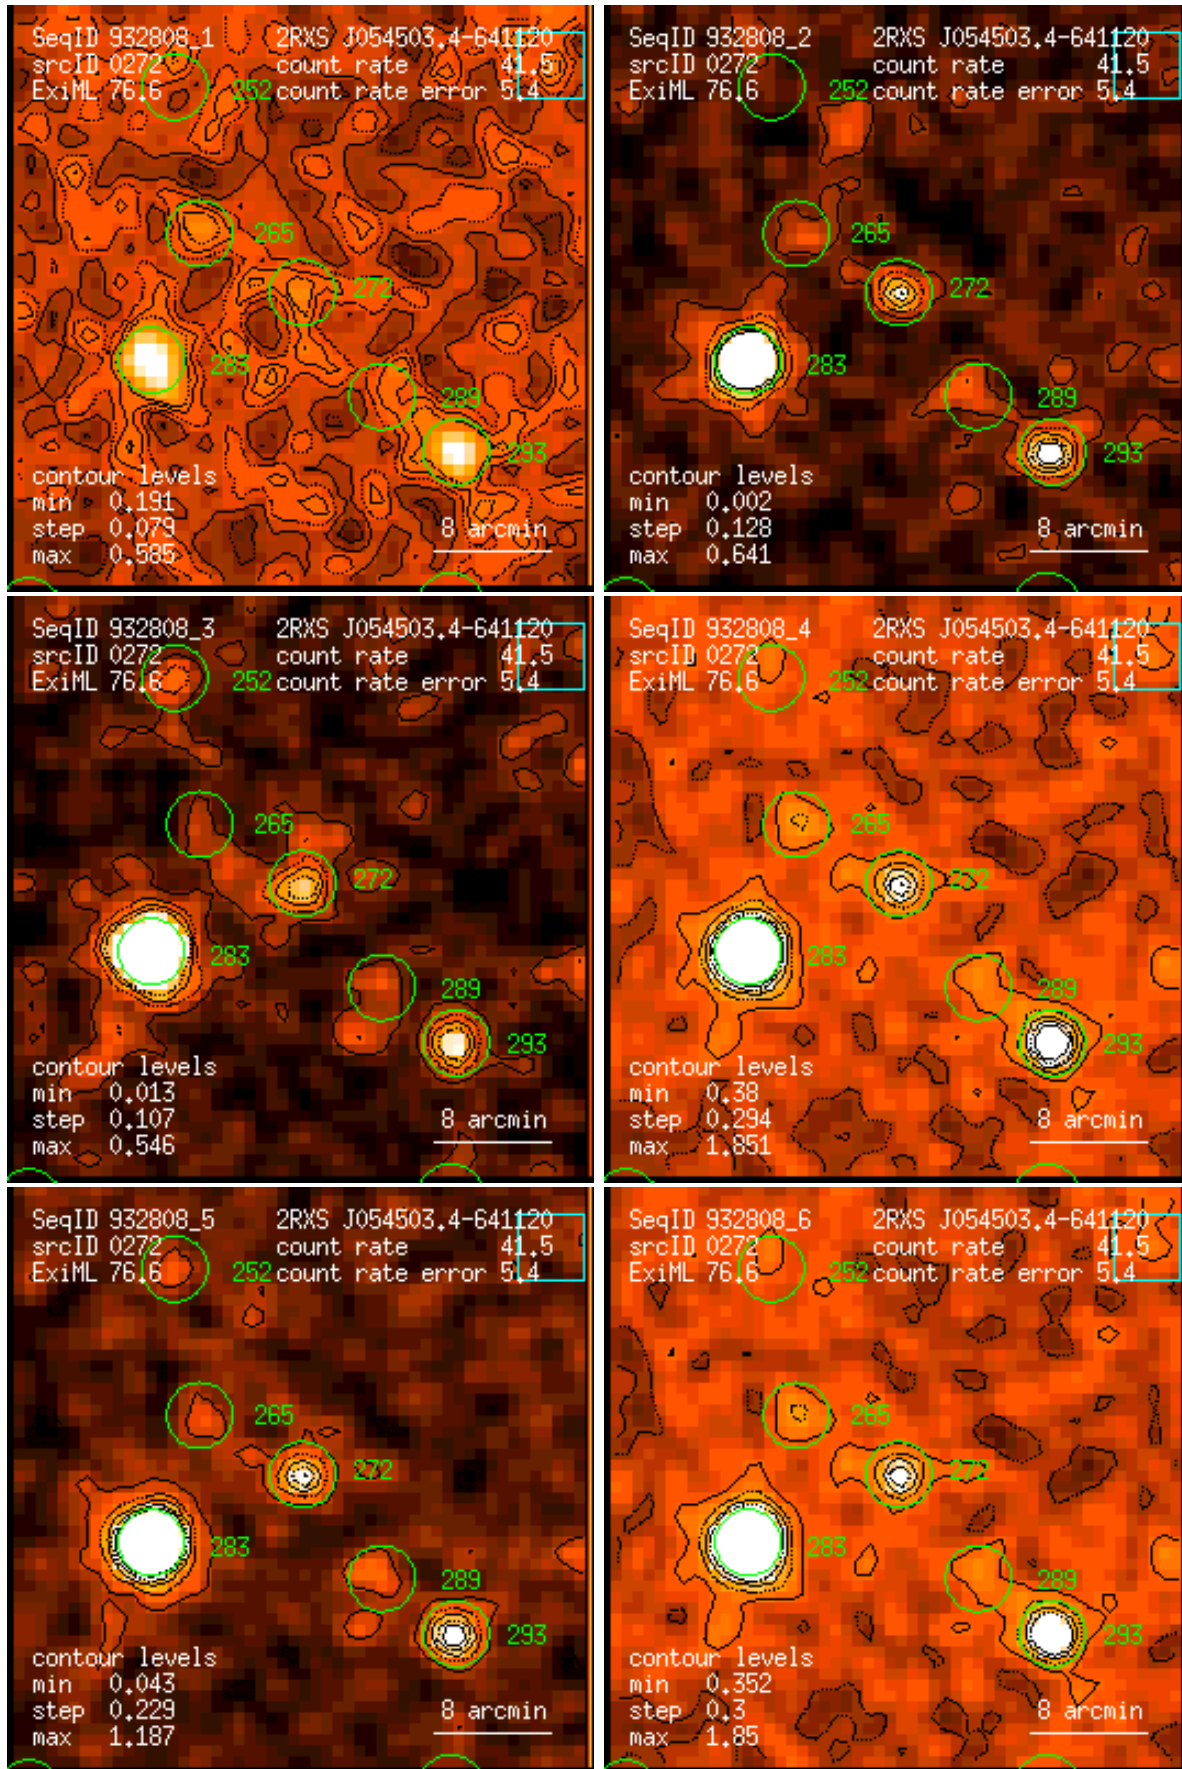 SeqID 932808_1 2RXS J054503.4-641120
srcID 0272 count rate 41.5
ExiML 76.6 252 count rate error 5.4
265
272
283
289
293
contour levels
min 0.191
step 0.079 8 arcmin
max 0.585
SeqID 932808_2 2RXS J054503.4-641120
srcID 0272 count rate 41.5
ExiML 76.6 252 count rate error 5.4
265
272
283
289
293
contour levels
min 0.002
step 0.128 8 arcmin
max 0.641
SeqID 932808_3 2RXS J054503.4-641120
srcID 0272 count rate 41.5
ExiML 76.6 252 count rate error 5.4
265
272
283
289
293
contour levels
min 0.013
step 0.107 8 arcmin
max 0.546
SeqID 932808_4 2RXS J054503.4-641120
srcID 0272 count rate 41.5
ExiML 76.6 252 count rate error 5.4
265
272
283
289
293
contour levels
min 0.38
step 0.294 8 arcmin
max 1.851
SeqID 932808_5 2RXS J054503.4-641120
srcID 0272 count rate 41.5
ExiML 76.6 252 count rate error 5.4
265
272
283
289
293
contour levels
min 0.043
step 0.229 8 arcmin
max 1.187
SeqID 932808_6 2RXS J054503.4-641120
srcID 0272 count rate 41.5
ExiML 76.6 252 count rate error 5.4
265
272
283
289
293
contour levels
min 0.352
step 0.3 8 arcmin
max 1.85